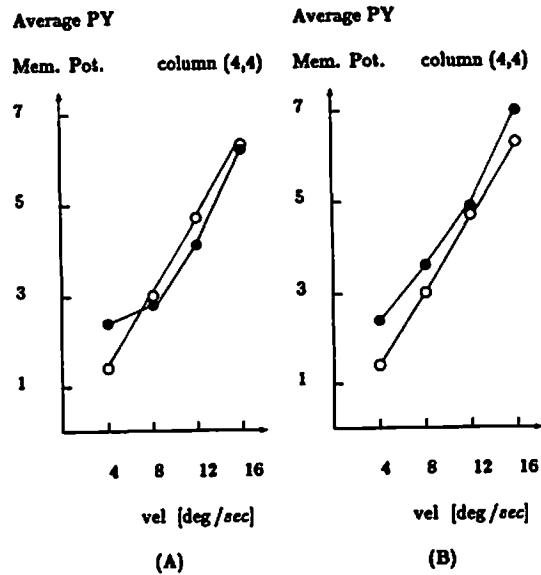 Average PY
Mem. Pot. column (4,4)
7
5
3
1
4 8 12 16
vel [deg/sec]
(A)
Average PY
Mem. Pot. column (4,4)
7
5
3
1
4 8 12 16
vel [deg/sec]
(B)